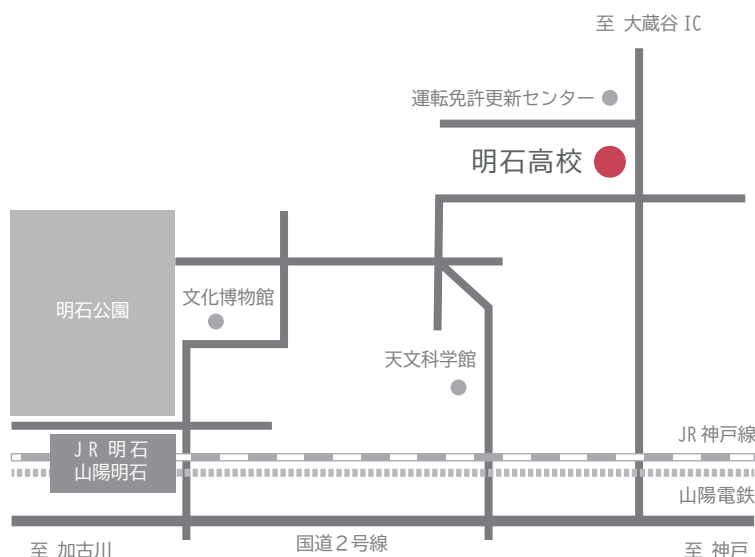 至 大蔵谷 IC
運転免許更新センター
明石高校
明石公園
文化博物館
天文科学館
JR 明石
山陽明石
JR 神戸線
山陽電鉄
至 加古川
国道２号線
至 神戸